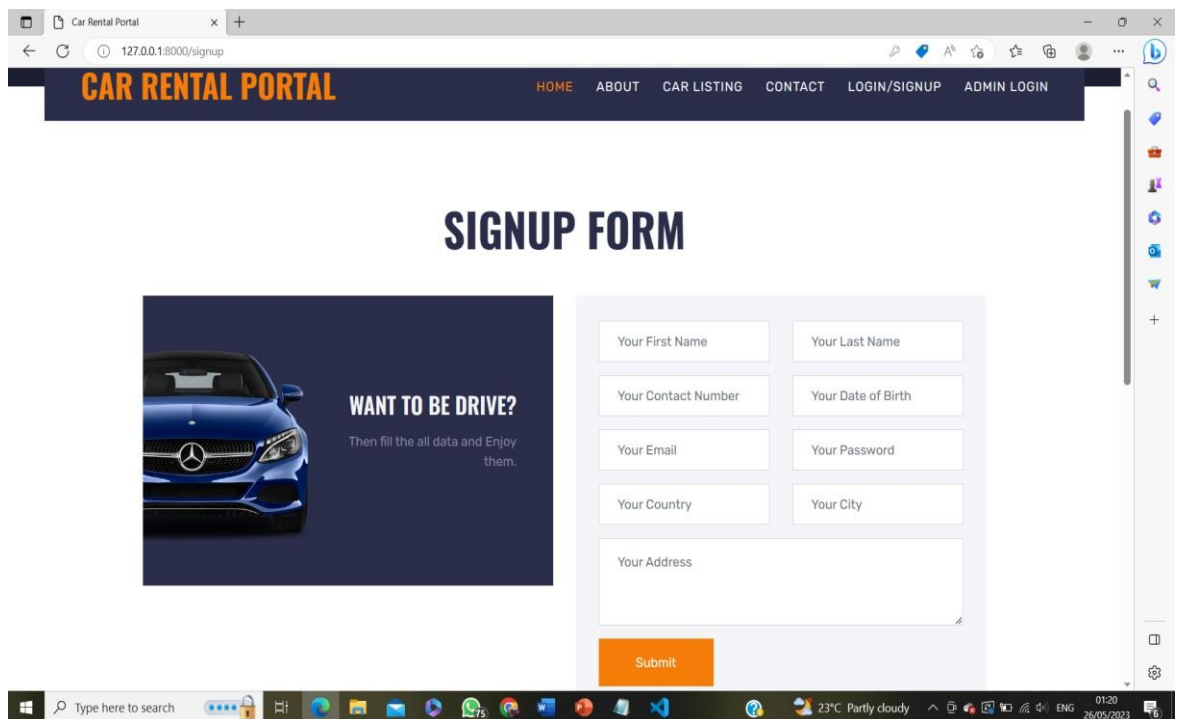 Car Rental Portal
127.0.0.1:8000/signup
CAR RENTAL PORTAL
HOME ABOUT CAR LISTING CONTACT LOGIN/SIGNUP ADMIN LOGIN
SIGNUP FORM
WANT TO BE DRIVE?
Then fill the all data and Enjoy
them.
Your First Name Your Last Name
Your Contact Number Your Date of Birth
Your Email Your Password
Your Country Your City
Your Address
Submit
Type here to search
75
23°C Partly cloudy
ENG
01:20
26/05/2023
6